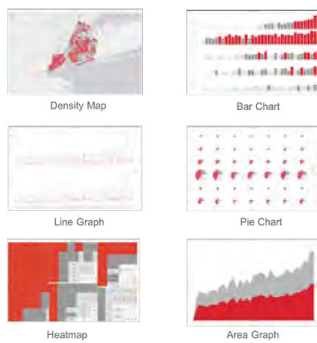 Density Map
Bar Chart
Line Graph
Pie Chart
Heatmap
Area Graph